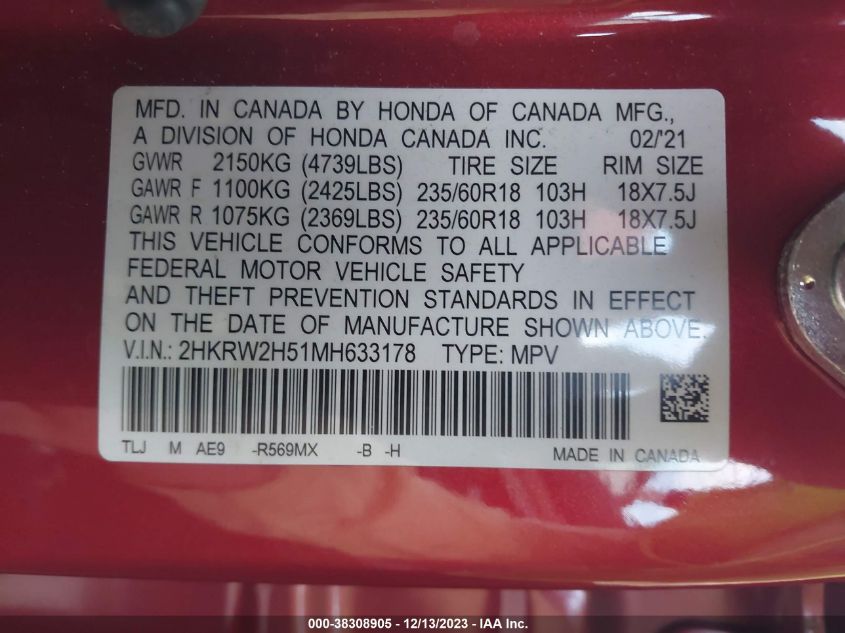 MFD. IN CANADA BY HONDA OF CANADA MFG.,
A DIVISION OF HONDA CANADA INC. 02/'21
GVWR 2150KG (4739LBS) TIRE SIZE RIM SIZE
GAWR F 1100KG (2425LBS) 235/60R18 103H 18X7.5J
GAWR R 1075KG (2369LBS) 235/60R18 103H 18X7.5J
THIS VEHICLE CONFORMS TO ALL APPLICABLE
FEDERAL MOTOR VEHICLE SAFETY
AND THEFT PREVENTION STANDARDS IN EFFECT
ON THE DATE OF MANUFACTURE SHOWN ABOVE.
V.I.N.: 2HKRW2H51MH633178 TYPE: MPV
TLJ M AE9 -R569MX -B -H MADE IN CANADA
000-38308905 - 12/13/2023 - IAA Inc.